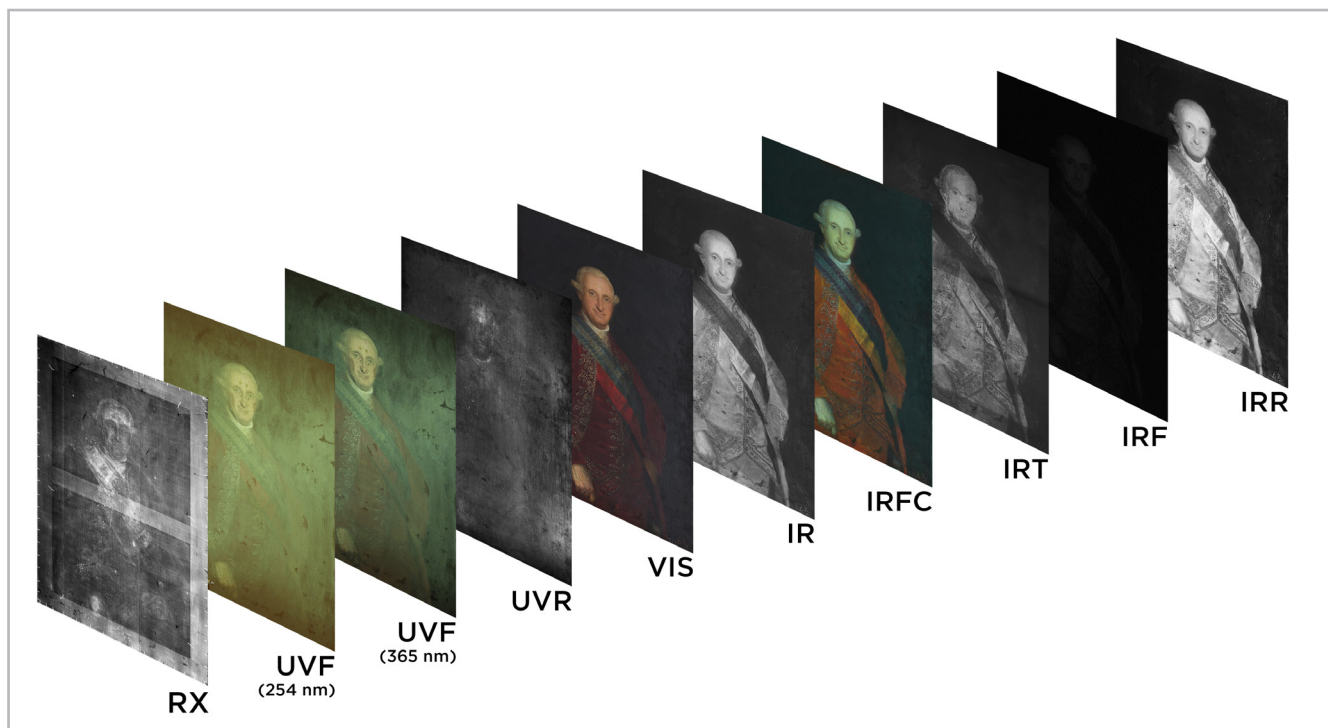 RX
UVF
(254 nm)
UVF
(365 nm)
UVR
VIS
IR
IRFC
IRT
IRF
IRR